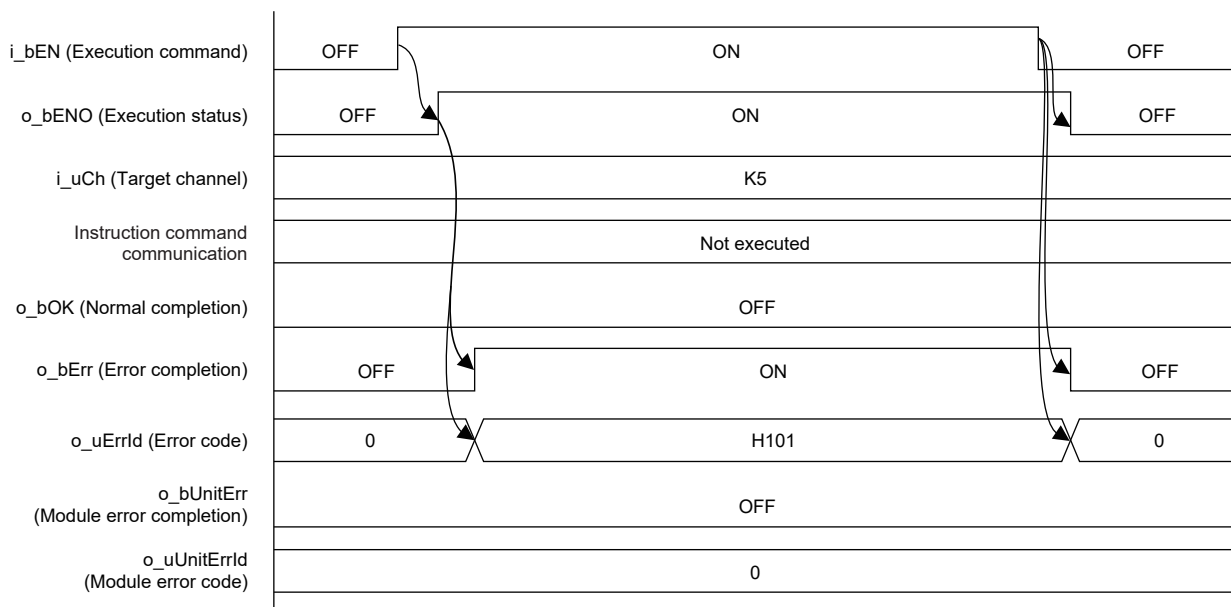 i_bEN (Execution command) OFF ON OFF
o_bENO (Execution status) OFF ON OFF
i_uCh (Target channel) K5
Instruction command
communication
Not executed
o_bOK (Normal completion) OFF
o_bErr (Error completion) OFF ON OFF
o_uErrId (Error code) 0 H101 0
o_bUnitErr
(Module error completion)
OFF
o_uUnitErrId
(Module error code)
0